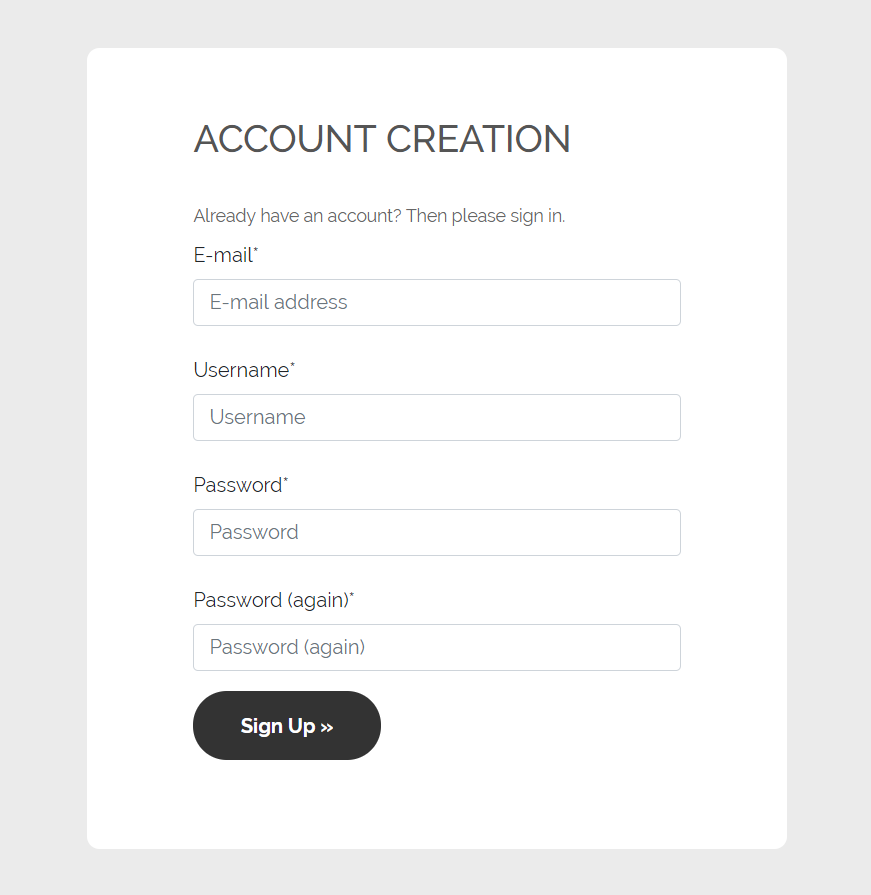 ACCOUNT CREATION
Already have an account? Then please sign in.
E-mail*
E-mail address
Username*
Username
Password*
Password
Password (again)*
Password (again)
Sign Up »